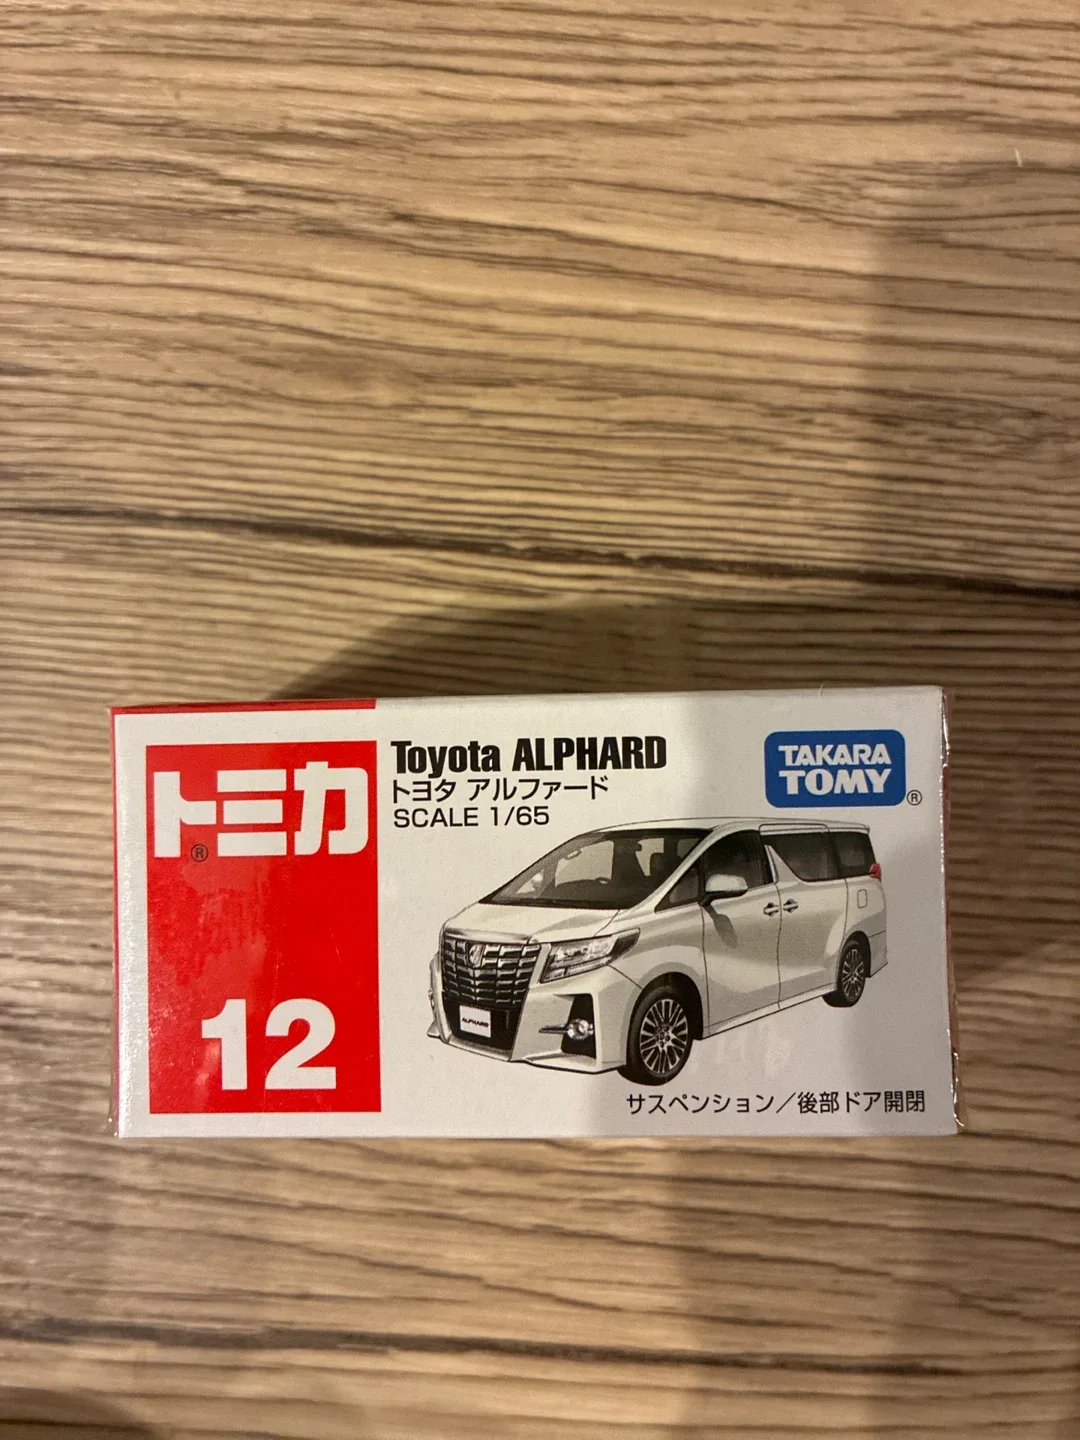 トミカ®
12
Toyota ALPHARD
トヨタ アルファード
SCALE 1/65
TAKARA
TOMY®
ALPHARD
サスペンション／後部ドア開閉